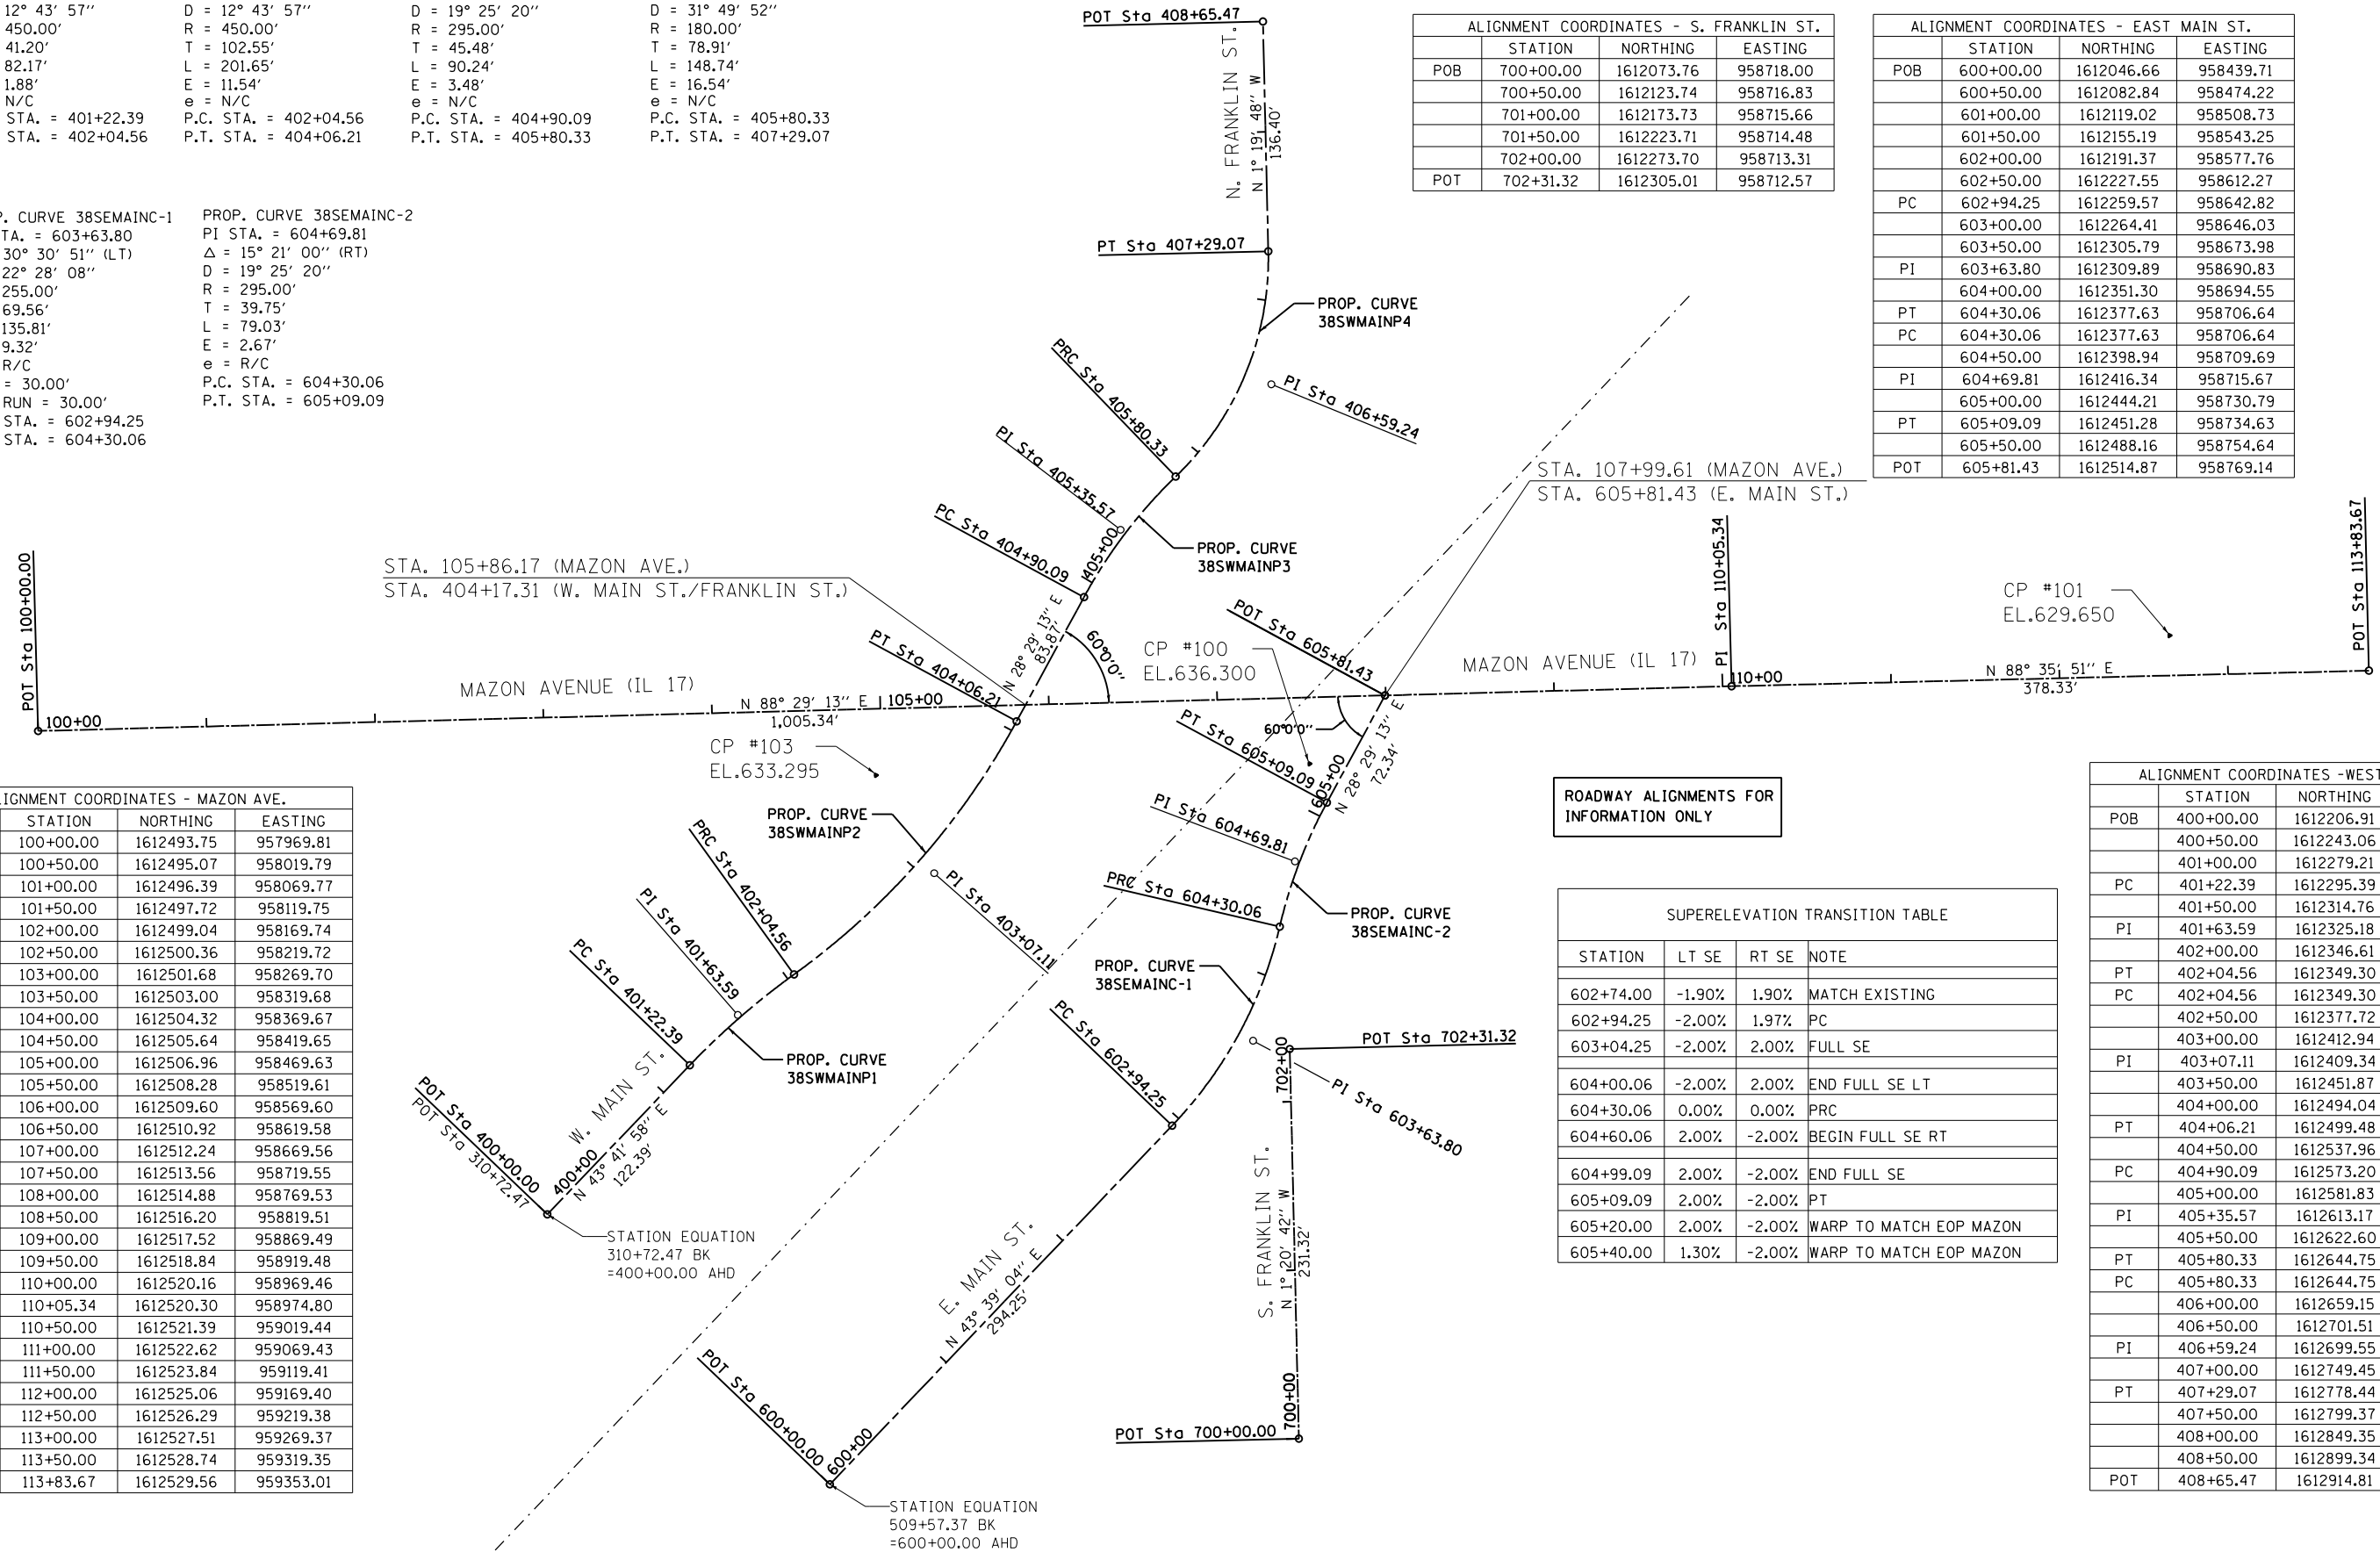 12° 43′ 57′′
450.00′
41.20′
82.17′
1.88′
N/C
STA. = 401+22.39
STA. = 402+04.56
D = 12° 43′ 57′′
R = 450.00′
T = 102.55′
L = 201.65′
E = 11.54′
e = N/C
P.C. STA. = 402+04.56
P.T. STA. = 404+06.21
D = 19° 25′ 20′′
R = 295.00′
T = 45.48′
L = 90.24′
E = 3.48′
e = N/C
P.C. STA. = 404+90.09
P.T. STA. = 405+80.33
D = 31° 49′ 52′′
R = 180.00′
T = 78.91′
L = 148.74′
E = 16.54′
e = N/C
P.C. STA. = 405+80.33
P.T. STA. = 407+29.07
P. CURVE 38SEMAINC-1
TA. = 603+63.80
30° 30′ 51′′ (LT)
22° 28′ 08′′
255.00′
69.56′
135.81′
9.32′
R/C
= 30.00′
RUN = 30.00′
STA. = 602+94.25
STA. = 604+30.06
PROP. CURVE 38SEMAINC-2
PI STA. = 604+69.81
Δ = 15° 21′ 00′′ (RT)
D = 19° 25′ 20′′
R = 295.00′
T = 39.75′
L = 79.03′
E = 2.67′
e = R/C
P.C. STA. = 604+30.06
P.T. STA. = 605+09.09
ALIGNMENT COORDINATES - S. FRANKLIN ST.
STATION NORTHING EASTING
POB 700+00.00 1612073.76 958718.00
700+50.00 1612123.74 958716.83
701+00.00 1612173.73 958715.66
701+50.00 1612223.71 958714.48
702+00.00 1612273.70 958713.31
POT 702+31.32 1612305.01 958712.57
ALIGNMENT COORDINATES - EAST MAIN ST.
STATION NORTHING EASTING
POB 600+00.00 1612046.66 958439.71
600+50.00 1612082.84 958474.22
601+00.00 1612119.02 958508.73
601+50.00 1612155.19 958543.25
602+00.00 1612191.37 958577.76
602+50.00 1612227.55 958612.27
PC 602+94.25 1612259.57 958642.82
603+00.00 1612264.41 958646.03
603+50.00 1612305.79 958673.98
PI 603+63.80 1612309.89 958690.83
604+00.00 1612351.30 958694.55
PT 604+30.06 1612377.63 958706.64
PC 604+30.06 1612377.63 958706.64
604+50.00 1612398.94 958709.69
PI 604+69.81 1612416.34 958715.67
605+00.00 1612444.21 958730.79
PT 605+09.09 1612451.28 958734.63
605+50.00 1612488.16 958754.64
POT 605+81.43 1612514.87 958769.14
POT Sta 408+65.47
N. FRANKLIN ST.
N 1° 19′ 48′′ W
136.40′
PT Sta 407+29.07
PROP. CURVE
38SWMAINP4
PRC Sta 405+80.33
PI Sta 406+59.24
PI Sta 405+35.57
PC Sta 404+90.09
405+00
PROP. CURVE
38SWMAINP3
STA. 107+99.61 (MAZON AVE.)
STA. 605+81.43 (E. MAIN ST.)
STA. 105+86.17 (MAZON AVE.)
STA. 404+17.31 (W. MAIN ST./FRANKLIN ST.)
N 28° 29′ 13′′ E
83.87′
60°0′0′′
PT Sta 404+06.21
POT Sta 605+81.43
CP #100
EL.636.300
CP #101
EL.629.650
POT Sta 100+00.00
100+00
MAZON AVENUE (IL 17)
N 88° 29′ 13′′ E
1,005.34′
105+00
MAZON AVENUE (IL 17)
PI Sta 110+05.34
110+00
N 88° 35′ 51′′ E
378.33′
POT Sta 113+83.67
CP #103
EL.633.295
60°0′0′′
PT Sta 605+09.09
605+00
N 28° 29′ 13′′ E
72.34′
PI Sta 604+69.81
PRC Sta 604+30.06
PROP. CURVE
38SEMAINC-2
PROP. CURVE
38SEMAINC-1
PROP. CURVE
38SWMAINP2
PRC Sta 402+04.56
PI Sta 403+07.11
PI Sta 401+63.59
PC Sta 401+22.39
PROP. CURVE
38SWMAINP1
W. MAIN ST.
N 43° 41′ 58′′ E
122.39′
400+00
POT Sta 400+00.00
POT Sta 310+72.47
STATION EQUATION
310+72.47 BK
=400+00.00 AHD
PC Sta 602+94.25
POT Sta 702+31.32
702+00
PI Sta 603+63.80
S. FRANKLIN ST.
N 1° 20′ 42′′ W
231.32′
700+00
POT Sta 700+00.00
E. MAIN ST.
N 43° 39′ 04′′ E
294.25′
POT Sta 600+00.00
600+00
STATION EQUATION
509+57.37 BK
=600+00.00 AHD
ROADWAY ALIGNMENTS FOR
INFORMATION ONLY
SUPERELEVATION TRANSITION TABLE
STATION LT SE RT SE NOTE
602+74.00 -1.90% 1.90% MATCH EXISTING
602+94.25 -2.00% 1.97% PC
603+04.25 -2.00% 2.00% FULL SE
604+00.06 -2.00% 2.00% END FULL SE LT
604+30.06 0.00% 0.00% PRC
604+60.06 2.00% -2.00% BEGIN FULL SE RT
604+99.09 2.00% -2.00% END FULL SE
605+09.09 2.00% -2.00% PT
605+20.00 2.00% -2.00% WARP TO MATCH EOP MAZON
605+40.00 1.30% -2.00% WARP TO MATCH EOP MAZON
IGNMENT COORDINATES - MAZON AVE.
STATION NORTHING EASTING
100+00.00 1612493.75 957969.81
100+50.00 1612495.07 958019.79
101+00.00 1612496.39 958069.77
101+50.00 1612497.72 958119.75
102+00.00 1612499.04 958169.74
102+50.00 1612500.36 958219.72
103+00.00 1612501.68 958269.70
103+50.00 1612503.00 958319.68
104+00.00 1612504.32 958369.67
104+50.00 1612505.64 958419.65
105+00.00 1612506.96 958469.63
105+50.00 1612508.28 958519.61
106+00.00 1612509.60 958569.60
106+50.00 1612510.92 958619.58
107+00.00 1612512.24 958669.56
107+50.00 1612513.56 958719.55
108+00.00 1612514.88 958769.53
108+50.00 1612516.20 958819.51
109+00.00 1612517.52 958869.49
109+50.00 1612518.84 958919.48
110+00.00 1612520.16 958969.46
110+05.34 1612520.30 958974.80
110+50.00 1612521.39 959019.44
111+00.00 1612522.62 959069.43
111+50.00 1612523.84 959119.41
112+00.00 1612525.06 959169.40
112+50.00 1612526.29 959219.38
113+00.00 1612527.51 959269.37
113+50.00 1612528.74 959319.35
113+83.67 1612529.56 959353.01
ALIGNMENT COORDINATES -WEST
STATION NORTHING
POB 400+00.00 1612206.91
400+50.00 1612243.06
401+00.00 1612279.21
PC 401+22.39 1612295.39
401+50.00 1612314.76
PI 401+63.59 1612325.18
402+00.00 1612346.61
PT 402+04.56 1612349.30
PC 402+04.56 1612349.30
402+50.00 1612377.72
403+00.00 1612412.94
PI 403+07.11 1612409.34
403+50.00 1612451.87
404+00.00 1612494.04
PT 404+06.21 1612499.48
404+50.00 1612537.96
PC 404+90.09 1612573.20
405+00.00 1612581.83
PI 405+35.57 1612613.17
405+50.00 1612622.60
PT 405+80.33 1612644.75
PC 405+80.33 1612644.75
406+00.00 1612659.15
406+50.00 1612701.51
PI 406+59.24 1612699.55
407+00.00 1612749.45
PT 407+29.07 1612778.44
407+50.00 1612799.37
408+00.00 1612849.35
408+50.00 1612899.34
POT 408+65.47 1612914.81